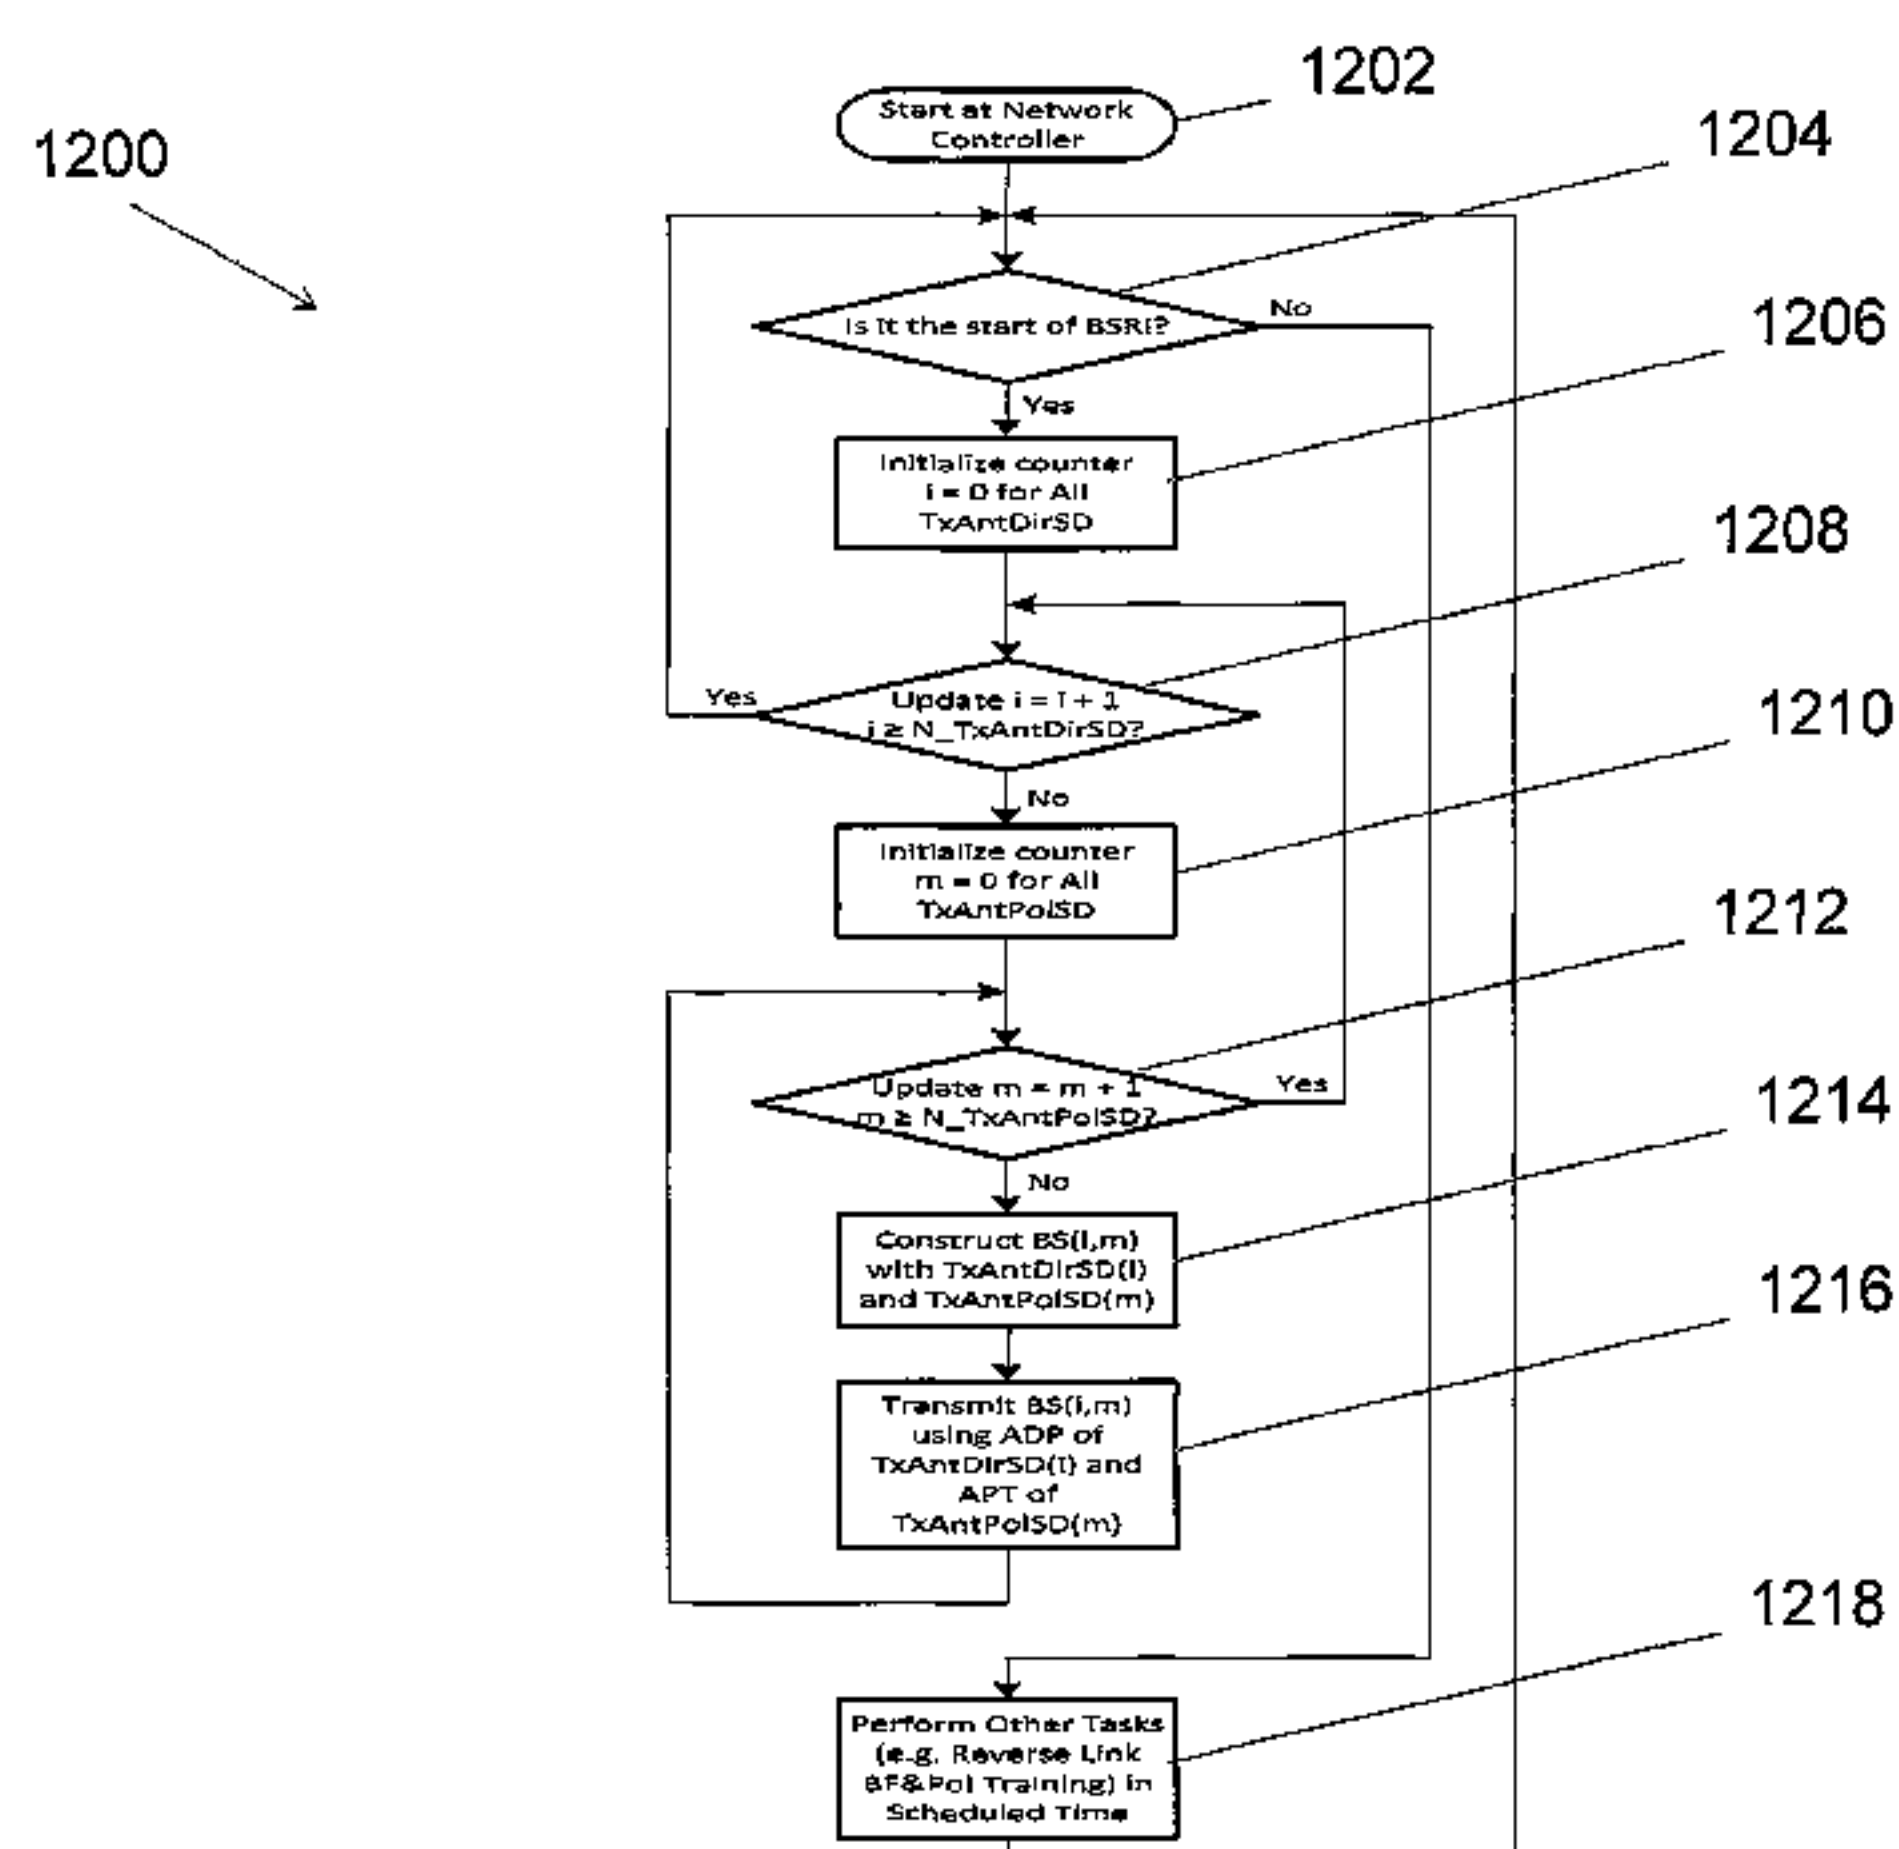 1200
Start at Network
Controller
1202
1204
Is it the start of BSRI?
No
Yes
1206
Initialize counter
i = 0 for All
TxAntDirSD
1208
Yes
Update i = i + 1
i ≥ N_TxAntDirSD?
No
1210
Initialize counter
m = 0 for All
TxAntPolSD
1212
Update m = m + 1
m ≥ N_TxAntPolSD?
Yes
No
1214
Construct BS(i,m)
with TxAntDirSD(i)
and TxAntPolSD(m)
1216
Transmit BS(i,m)
using ADP of
TxAntDirSD(i) and
APT of
TxAntPolSD(m)
1218
Perform Other Tasks
(e.g. Reverse Link
BF&Pol Training) in
Scheduled Time